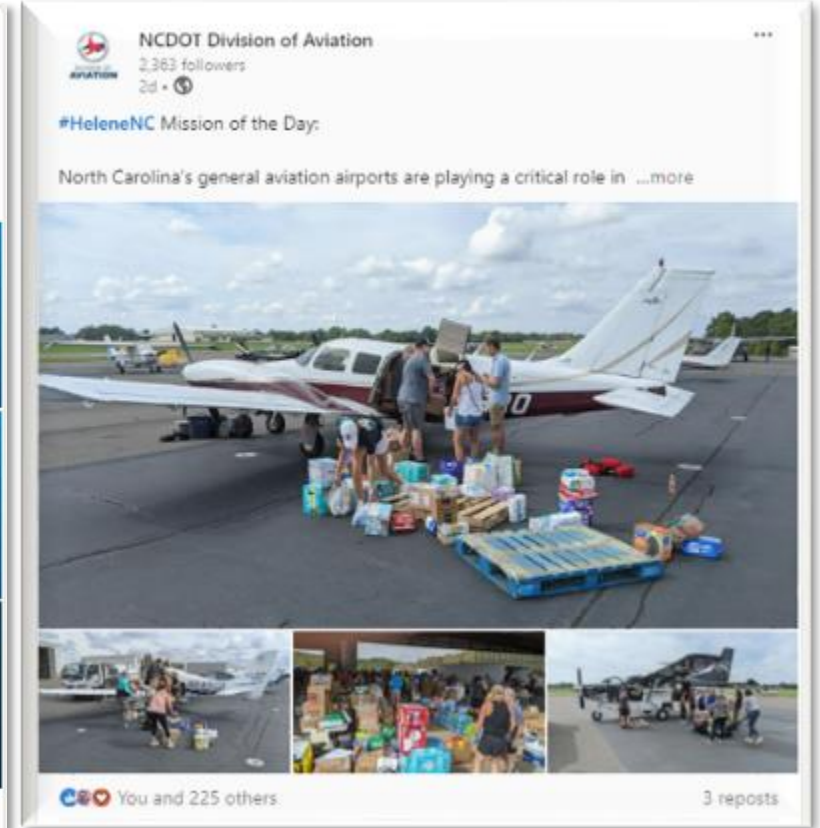 NCDOT Division of Aviation
2,363 followers
2d •
AVIATION
#HeleneNC Mission of the Day:
North Carolina's general aviation airports are playing a critical role in ...more
You and 225 others
3 reposts